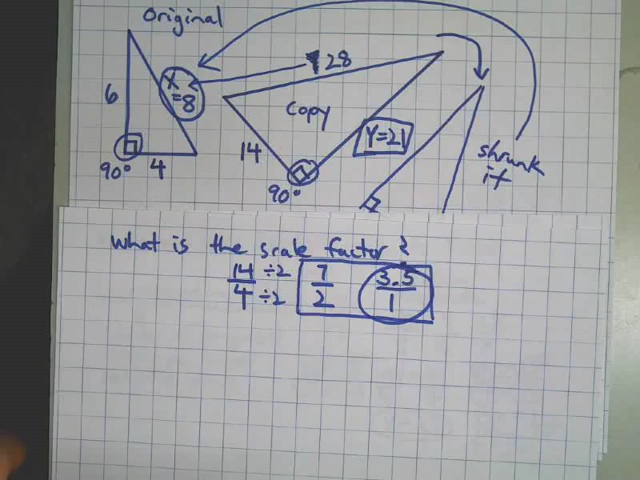 Original
28
6
x
=8
Copy
14
Y=21
90°
4
90°
shrunk
it
What is the scale factor?
14 ÷2
4 ÷2
7
2
3.5
1